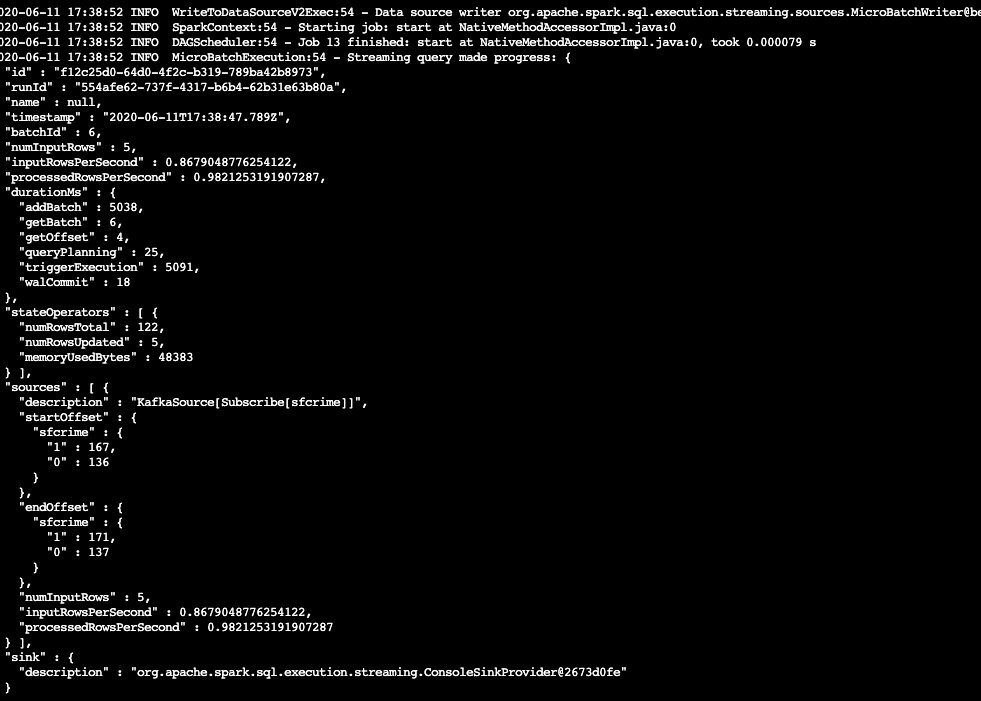 020-06-11 17:38:52 INFO  WriteToDataSourceV2Exec:54 - Data source writer org.apache.spark.sql.execution.streaming.sources.MicroBatchWriter@be
020-06-11 17:38:52 INFO  SparkContext:54 - Starting job: start at NativeMethodAccessorImpl.java:0
020-06-11 17:38:52 INFO  DAGScheduler:54 - Job 13 finished: start at NativeMethodAccessorImpl.java:0, took 0.000079 s
020-06-11 17:38:52 INFO  MicroBatchExecution:54 - Streaming query made progress: {
"id" : "f12c25d0-64d0-4f2c-b319-789ba42b8973",
"runId" : "554afe62-737f-4317-b6b4-62b31e63b80a",
"name" : null,
"timestamp" : "2020-06-11T17:38:47.789Z",
"batchId" : 6,
"numInputRows" : 5,
"inputRowsPerSecond" : 0.8679048776254122,
"processedRowsPerSecond" : 0.9821253191907287,
"durationMs" : {
  "addBatch" : 5038,
  "getBatch" : 6,
  "getOffset" : 4,
  "queryPlanning" : 25,
  "triggerExecution" : 5091,
  "walCommit" : 18
},
"stateOperators" : [ {
  "numRowsTotal" : 122,
  "numRowsUpdated" : 5,
  "memoryUsedBytes" : 48383
} ],
"sources" : [ {
  "description" : "KafkaSource[Subscribe[sfcrime]]",
  "startOffset" : {
    "sfcrime" : {
      "1" : 167,
      "0" : 136
    }
  },
  "endOffset" : {
    "sfcrime" : {
      "1" : 171,
      "0" : 137
    }
  },
  "numInputRows" : 5,
  "inputRowsPerSecond" : 0.8679048776254122,
  "processedRowsPerSecond" : 0.9821253191907287
} ],
"sink" : {
  "description" : "org.apache.spark.sql.execution.streaming.ConsoleSinkProvider@2673d0fe"
}